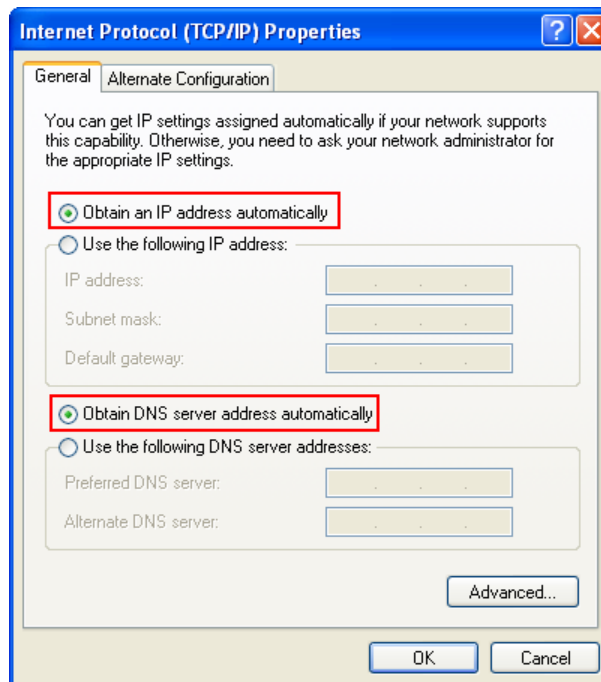 Internet Protocol (TCP/IP) Properties
General
Alternate Configuration
You can get IP settings assigned automatically if your network supports
this capability. Otherwise, you need to ask your network administrator for
the appropriate IP settings.
Obtain an IP address automatically
Use the following IP address:
IP address:
Subnet mask:
Default gateway:
Obtain DNS server address automatically
Use the following DNS server addresses:
Preferred DNS server:
Alternate DNS server:
Advanced...
OK
Cancel